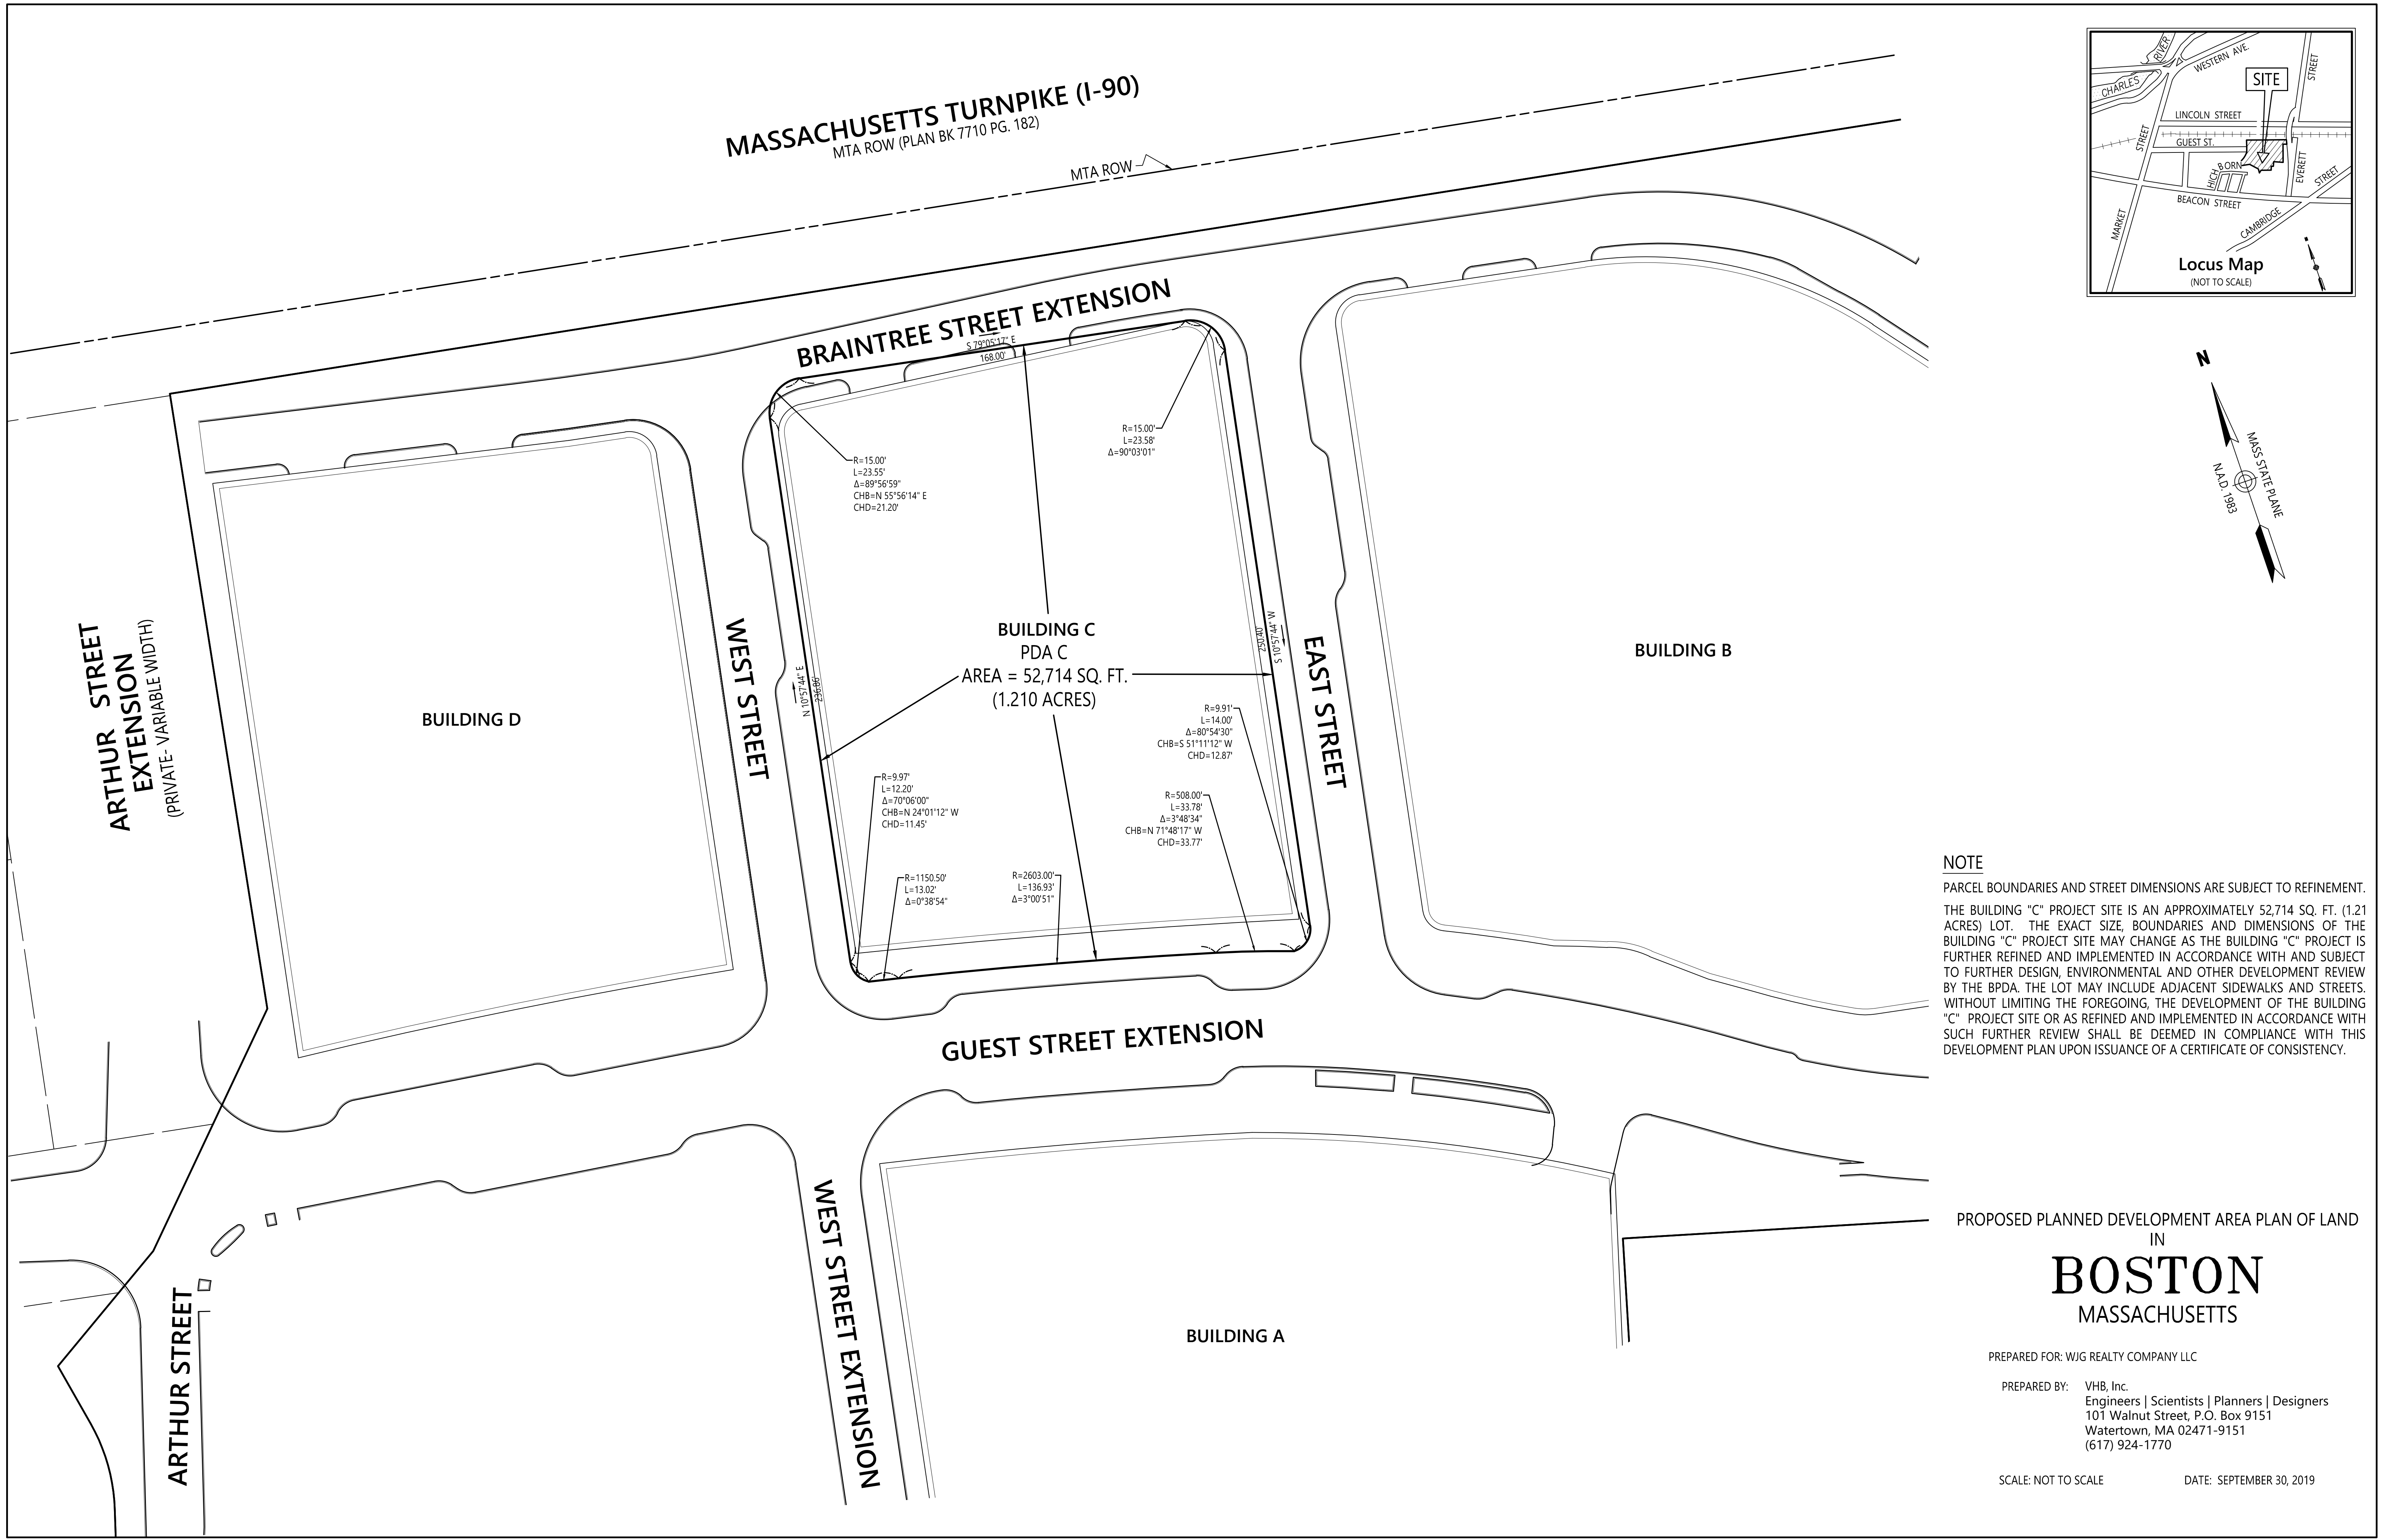 MASSACHUSETTS TURNPIKE (I-90)
MTA ROW (PLAN BK 7710 PG. 182)
MTA ROW
BRAINTREE STREET EXTENSION
S 79°05'17" E
168.00'
R=15.00'
L=23.55'
Δ=89°56'59"
CHB=N 55°56'14" E
CHD=21.20'
R=15.00'
L=23.58'
Δ=90°03'01"
ARTHUR STREET
EXTENSION
(PRIVATE- VARIABLE WIDTH)
BUILDING D
WEST STREET
N 10°57'44" E
236.86'
BUILDING C
PDA C
AREA = 52,714 SQ. FT.
(1.210 ACRES)
S 10°57'44" W
250.40'
EAST STREET
BUILDING B
R=9.91'
L=14.00'
Δ=80°54'30"
CHB=S 51°11'12" W
CHD=12.87'
R=9.97'
L=12.20'
Δ=70°06'00"
CHB=N 24°01'12" W
CHD=11.45'
R=508.00'
L=33.78'
Δ=3°48'34"
CHB=N 71°48'17" W
CHD=33.77'
R=1150.50'
L=13.02'
Δ=0°38'54"
R=2603.00'
L=136.93'
Δ=3°00'51"
GUEST STREET EXTENSION
WEST STREET EXTENSION
ARTHUR STREET
BUILDING A
CHARLES
RIVER
WESTERN AVE.
STREET
SITE
LINCOLN STREET
STREET
GUEST ST.
HICH
BORN
EVERETT
STREET
BEACON STREET
MARKET
CAMBRIDGE
Locus Map
(NOT TO SCALE)
N
MASS STATE PLANE
N.A.D. 1983
NOTE
PARCEL BOUNDARIES AND STREET DIMENSIONS ARE SUBJECT TO REFINEMENT.
THE BUILDING "C" PROJECT SITE IS AN APPROXIMATELY 52,714 SQ. FT. (1.21
ACRES) LOT. THE EXACT SIZE, BOUNDARIES AND DIMENSIONS OF THE
BUILDING "C" PROJECT SITE MAY CHANGE AS THE BUILDING "C" PROJECT IS
FURTHER REFINED AND IMPLEMENTED IN ACCORDANCE WITH AND SUBJECT
TO FURTHER DESIGN, ENVIRONMENTAL AND OTHER DEVELOPMENT REVIEW
BY THE BPDA. THE LOT MAY INCLUDE ADJACENT SIDEWALKS AND STREETS.
WITHOUT LIMITING THE FOREGOING, THE DEVELOPMENT OF THE BUILDING
"C" PROJECT SITE OR AS REFINED AND IMPLEMENTED IN ACCORDANCE WITH
SUCH FURTHER REVIEW SHALL BE DEEMED IN COMPLIANCE WITH THIS
DEVELOPMENT PLAN UPON ISSUANCE OF A CERTIFICATE OF CONSISTENCY.
PROPOSED PLANNED DEVELOPMENT AREA PLAN OF LAND
IN
BOSTON
MASSACHUSETTS
PREPARED FOR: WJG REALTY COMPANY LLC
PREPARED BY: VHB, Inc.
Engineers | Scientists | Planners | Designers
101 Walnut Street, P.O. Box 9151
Watertown, MA 02471-9151
(617) 924-1770
SCALE: NOT TO SCALE DATE: SEPTEMBER 30, 2019